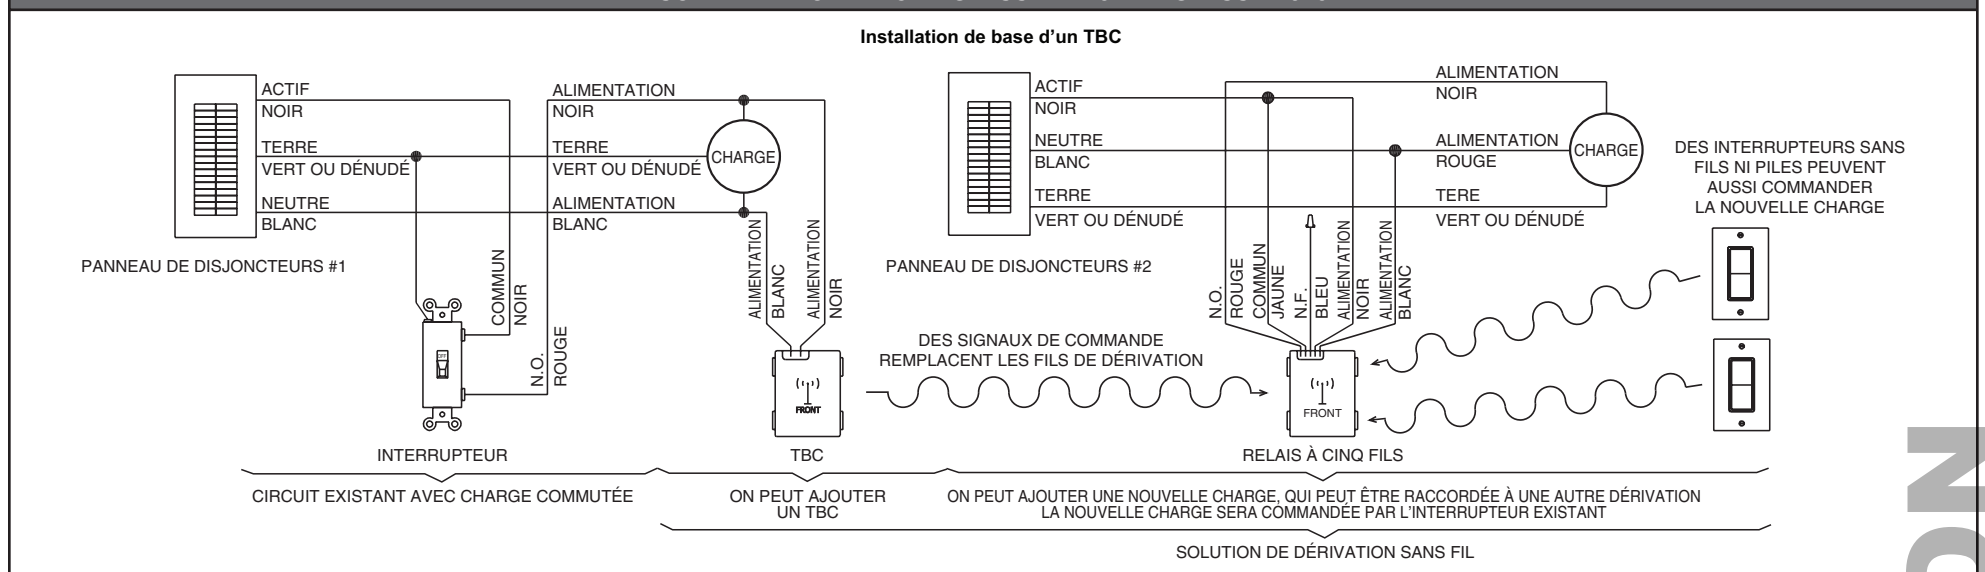 Installation de base d'un TBC
ACTIF
NOIR
TERRE
VERT OU DÉNUDÉ
NEUTRE
BLANC
PANNEAU DE DISJONCTEURS #1
ALIMENTATION
NOIR
TERRE
VERT OU DÉNUDÉ
ALIMENTATION
BLANC
CHARGE
COMMUN
NOIR
N.O.
ROUGE
OFF
ALIMENTATION
BLANC
ALIMENTATION
NOIR
FRONT
INTERRUPTEUR
TBC
CIRCUIT EXISTANT AVEC CHARGE COMMUTÉE
ON PEUT AJOUTER
UN TBC
ACTIF
NOIR
NEUTRE
BLANC
TERRE
VERT OU DÉNUDÉ
PANNEAU DE DISJONCTEURS #2
ALIMENTATION
NOIR
ALIMENTATION
ROUGE
TERE
VERT OU DÉNUDÉ
CHARGE
N.O.
ROUGE
COMMUN
JAUNE
N.F.
BLEU
ALIMENTATION
NOIR
ALIMENTATION
BLANC
DES SIGNAUX DE COMMANDE
REMPLACENT LES FILS DE DÉRIVATION
FRONT
DES INTERRUPTEURS SANS
FILS NI PILES PEUVENT
AUSSI COMMANDER
LA NOUVELLE CHARGE
RELAIS À CINQ FILS
ON PEUT AJOUTER UNE NOUVELLE CHARGE, QUI PEUT ÊTRE RACCORDÉE À UNE AUTRE DÉRIVATION
LA NOUVELLE CHARGE SERA COMMANDÉE PAR L'INTERRUPTEUR EXISTANT
SOLUTION DE DÉRIVATION SANS FIL